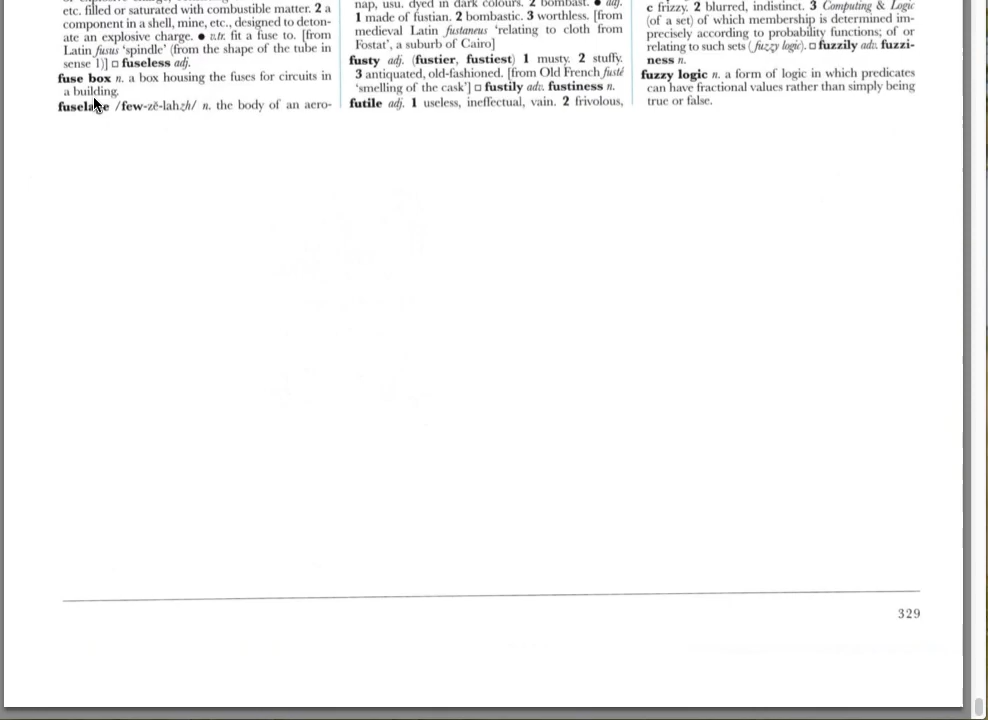 etc. filled or saturated with combustible matter. 2 a
component in a shell, mine, etc., designed to deton-
ate an explosive charge. ● v.tr. fit a fuse to. [from
Latin fusus ‘spindle’ (from the shape of the tube in
sense 1)] □ fuseless adj.
fuse box n. a box housing the fuses for circuits in
a building.
fuselage /few-zĕ-lahzh/ n. the body of an aero-
nap, usu. dyed in dark colours. 2 bombast. ● adj.
1 made of fustian. 2 bombastic. 3 worthless. [from
medieval Latin fustaneus ‘relating to cloth from
Fostat’, a suburb of Cairo]
fusty adj. (fustier, fustiest) 1 musty. 2 stuffy.
3 antiquated, old-fashioned. [from Old French fusté
‘smelling of the cask’] □ fustily adv. fustiness n.
futile adj. 1 useless, ineffectual, vain. 2 frivolous,
c frizzy. 2 blurred, indistinct. 3 Computing & Logic
(of a set) of which membership is determined im-
precisely according to probability functions; of or
relating to such sets (fuzzy logic). □ fuzzily adv. fuzzi-
ness n.
fuzzy logic n. a form of logic in which predicates
can have fractional values rather than simply being
true or false.
329